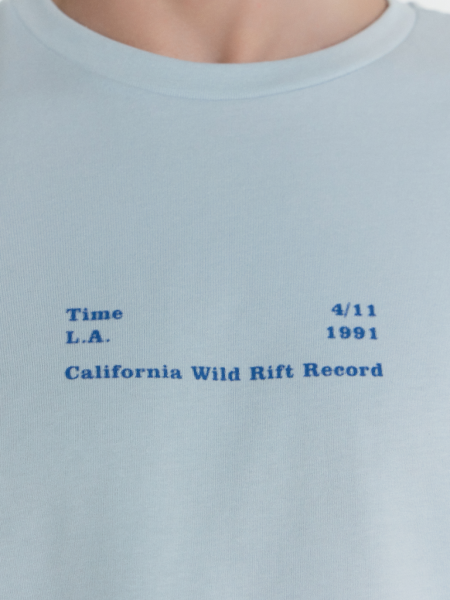 Time 4/11
L.A. 1991
California Wild Rift Record